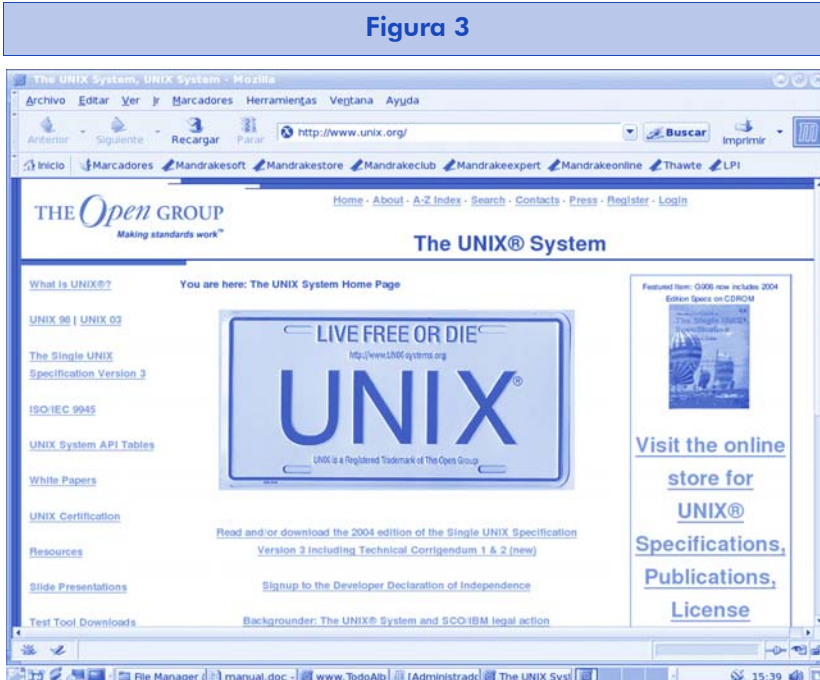 Figura 3
The UNIX System, UNIX System - Mozilla
Archivo Editar Ver Ir Marcadores Herramientas Ventana Ayuda
Anterior Siguiente Recargar Parar http://www.unix.org/ Buscar Imprimir
Inicio Marcadores Mandrakesoft Mandrakestore Mandrakeclub Mandrakeexpert Mandrakeonline Thawte LPI
THE Open GROUP
Making standards work™
Home - About - A-Z Index - Search - Contacts - Press - Register - Login
The UNIX® System
What is UNIX®?
UNIX 98 | UNIX 03
The Single UNIX
Specification Version 3
ISO/IEC 9945
UNIX System API Tables
White Papers
UNIX Certification
Resources
Slide Presentations
Test Tool Downloads
You are here: The UNIX System Home Page
LIVE FREE OR DIE
http://www.UNIX-systems.org
UNIX®
UNIX is a Registered Trademark of The Open Group
Read and/or download the 2004 edition of the Single UNIX Specification
Version 3 including Technical Corrigendum 1 & 2 (new)
Signup to the Developer Declaration of Independence
Backgrounder: The UNIX® System and SCO/IBM legal action
Featured Item: G906 now includes 2004
Edition Specs on CDROM
The Single UNIX
Specification
Visit the online
store for
UNIX®
Specifications,
Publications,
License
File Manager manual.doc - www.TodoAlb [Administrado The UNIX Syst 15:39